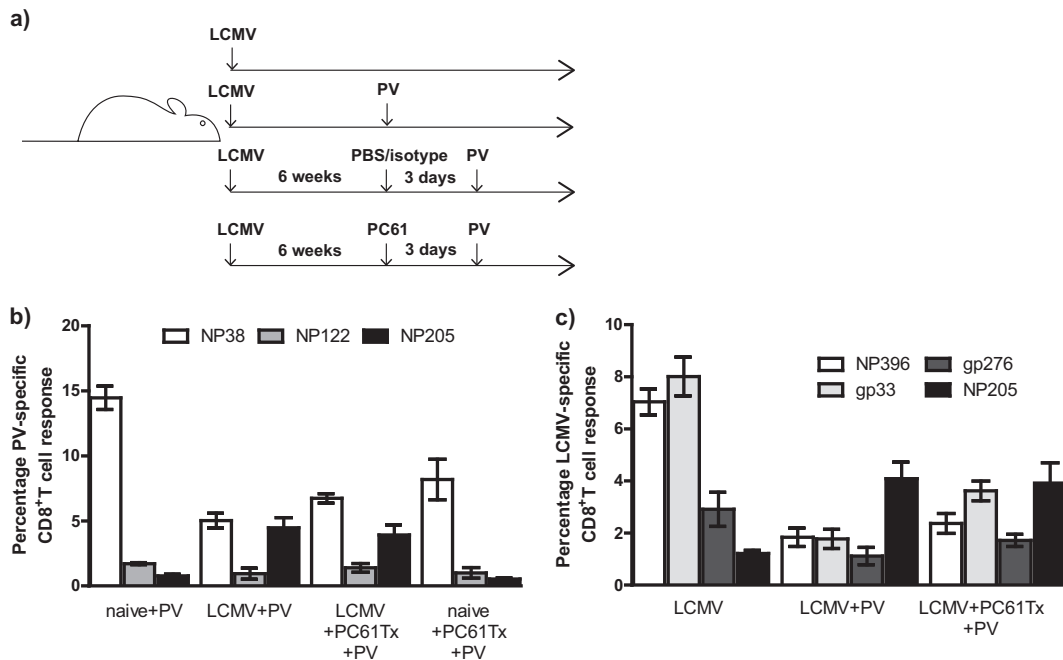 a)
LCMV
LCMV
PV
LCMV
PBS/isotype
PV
6 weeks
3 days
LCMV
PC61
PV
6 weeks
3 days
b)
20
15
10
5
0
Percentage PV-specific
CD8+T cell response
NP38
NP122
NP205
naive+PV
LCMV+PV
LCMV
+PC61Tx
+PV
naive
+PC61Tx
+PV
c)
10
8
6
4
2
0
Percentage LCMV-specific
CD8+T cell response
NP396
gp33
gp276
NP205
LCMV
LCMV+PV
LCMV+PC61Tx
+PV